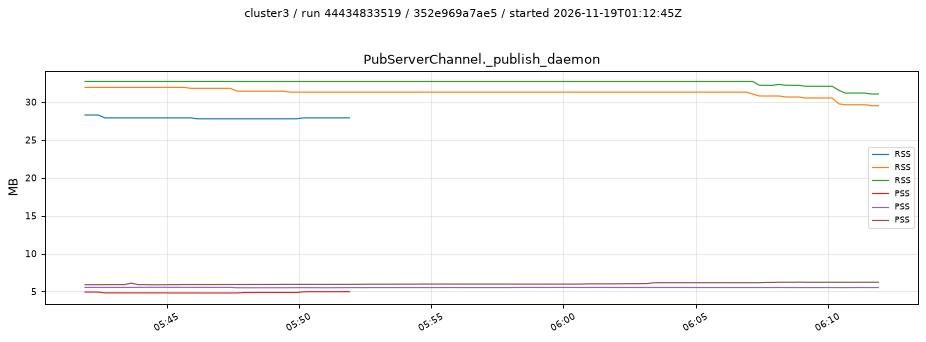 cluster3 / run 44434833519 / 352e969a7ae5 / started 2026-11-19T01:12:45Z
PubServerChannel._publish_daemon
MB
30
25
20
15
10
5
RSS
RSS
RSS
PSS
PSS
PSS
05:45
05:50
05:55
06:00
06:05
06:10